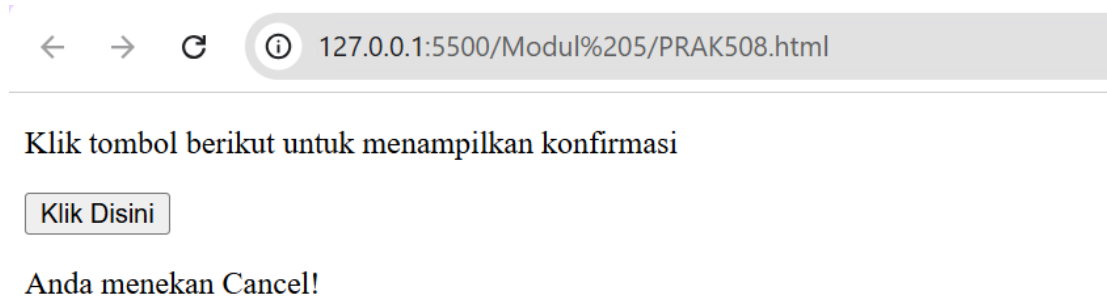 127.0.0.1:5500/Modul%205/PRAK508.html
Klik tombol berikut untuk menampilkan konfirmasi
Klik Disini
Anda menekan Cancel!